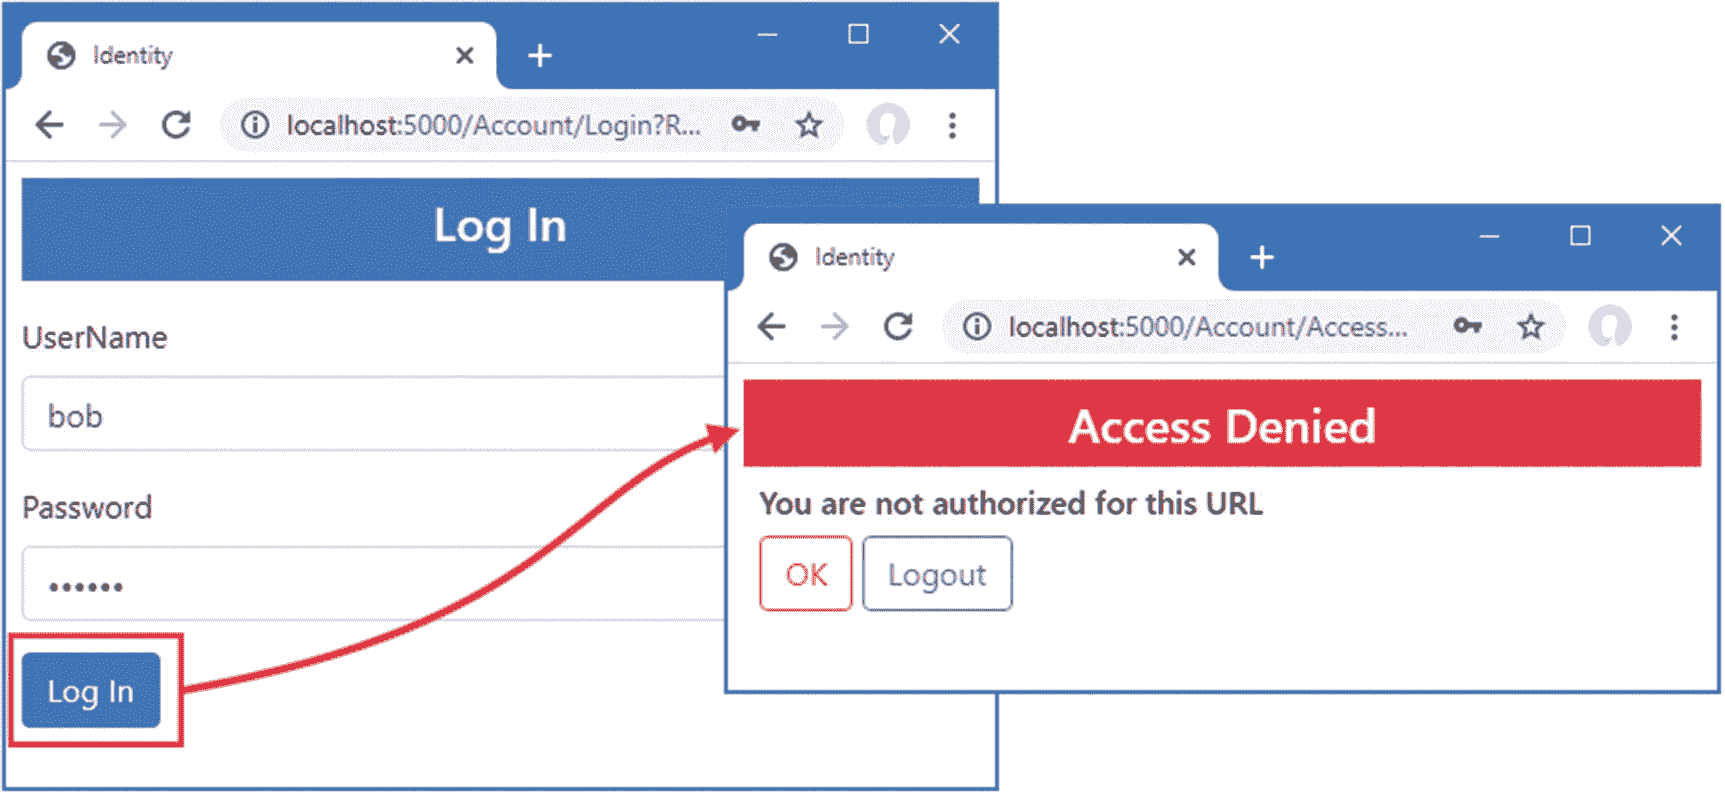 Identity
localhost:5000/Account/Login?R...
Log In
UserName
bob
Password
••••••
Log In
Identity
localhost:5000/Account/Access...
Access Denied
You are not authorized for this URL
OK
Logout